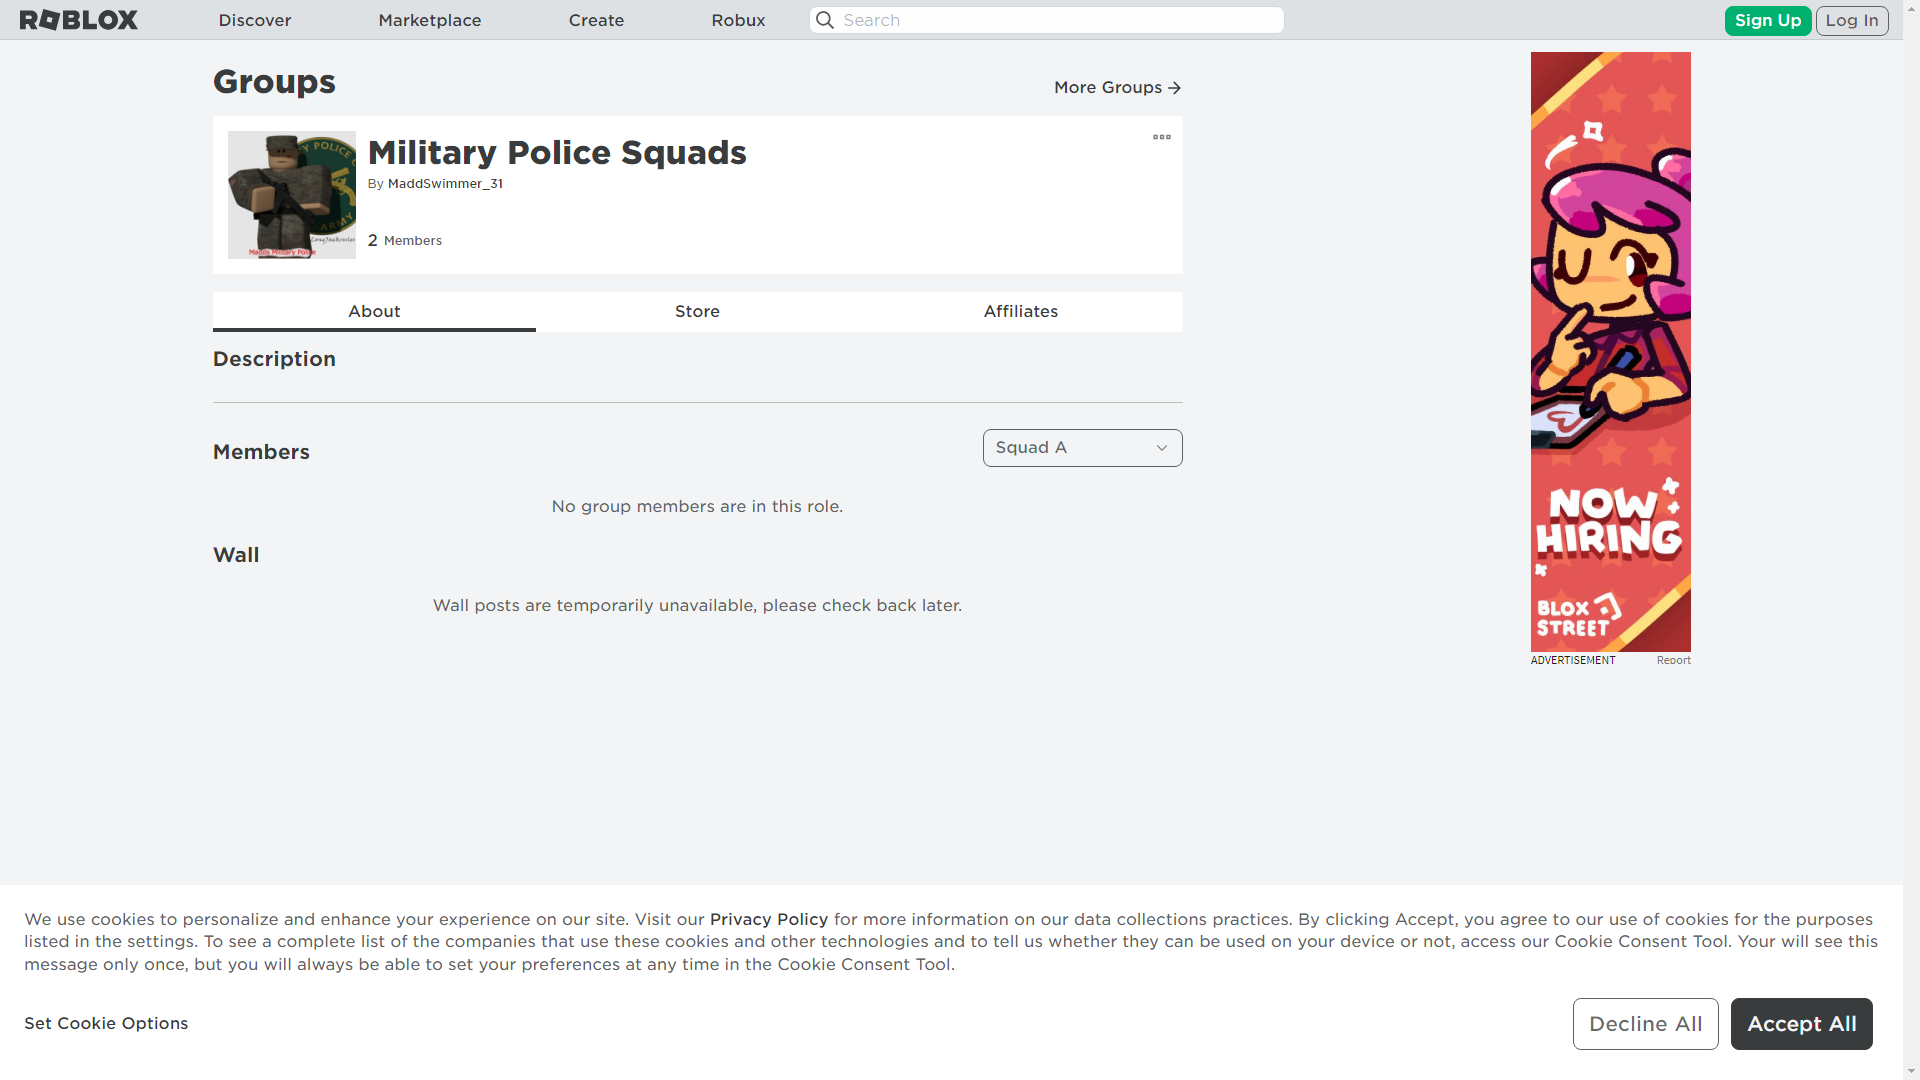 ROBLOX
Discover
Marketplace
Create
Robux
Search
Sign Up
Log In
Groups
More Groups
POLICE
ARMY
LongJackrules
Madds Military Police
Military Police Squads
By MaddSwimmer_31
2 Members
About
Store
Affiliates
Description
Members
Squad A
No group members are in this role.
Wall
Wall posts are temporarily unavailable, please check back later.
NOW
HIRING
BLOX
STREET
ADVERTISEMENT
Report
We use cookies to personalize and enhance your experience on our site. Visit our Privacy Policy for more information on our data collections practices. By clicking Accept, you agree to our use of cookies for the purposes
listed in the settings. To see a complete list of the companies that use these cookies and other technologies and to tell us whether they can be used on your device or not, access our Cookie Consent Tool. Your will see this
message only once, but you will always be able to set your preferences at any time in the Cookie Consent Tool.
Set Cookie Options
Decline All
Accept All